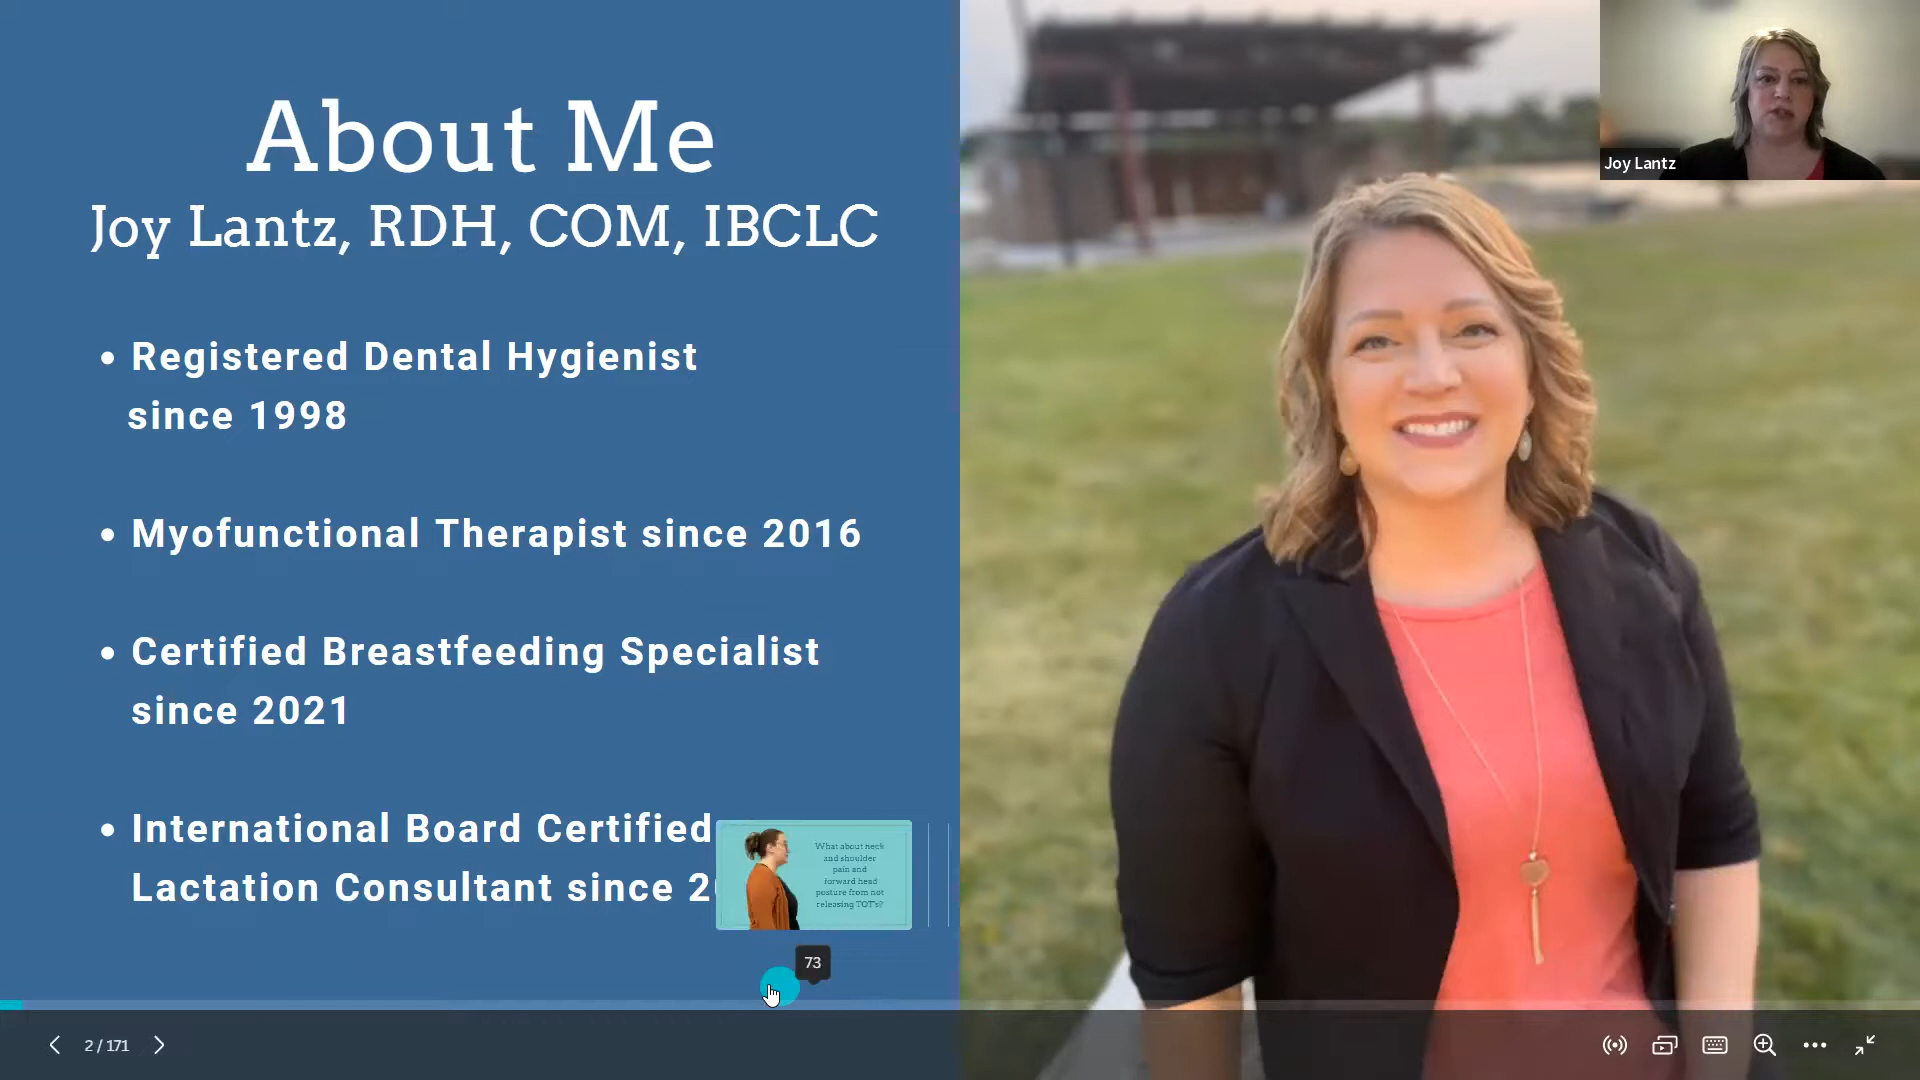 About Me
Joy Lantz, RDH, COM, IBCLC
• Registered Dental Hygienist
since 1998
• Myofunctional Therapist since 2016
• Certified Breastfeeding Specialist
since 2021
• International Board Certified
Lactation Consultant since
What about neck
and shoulder
pain and
forward head
posture from not
releasing TOT's?
73
2 / 171
Joy Lantz